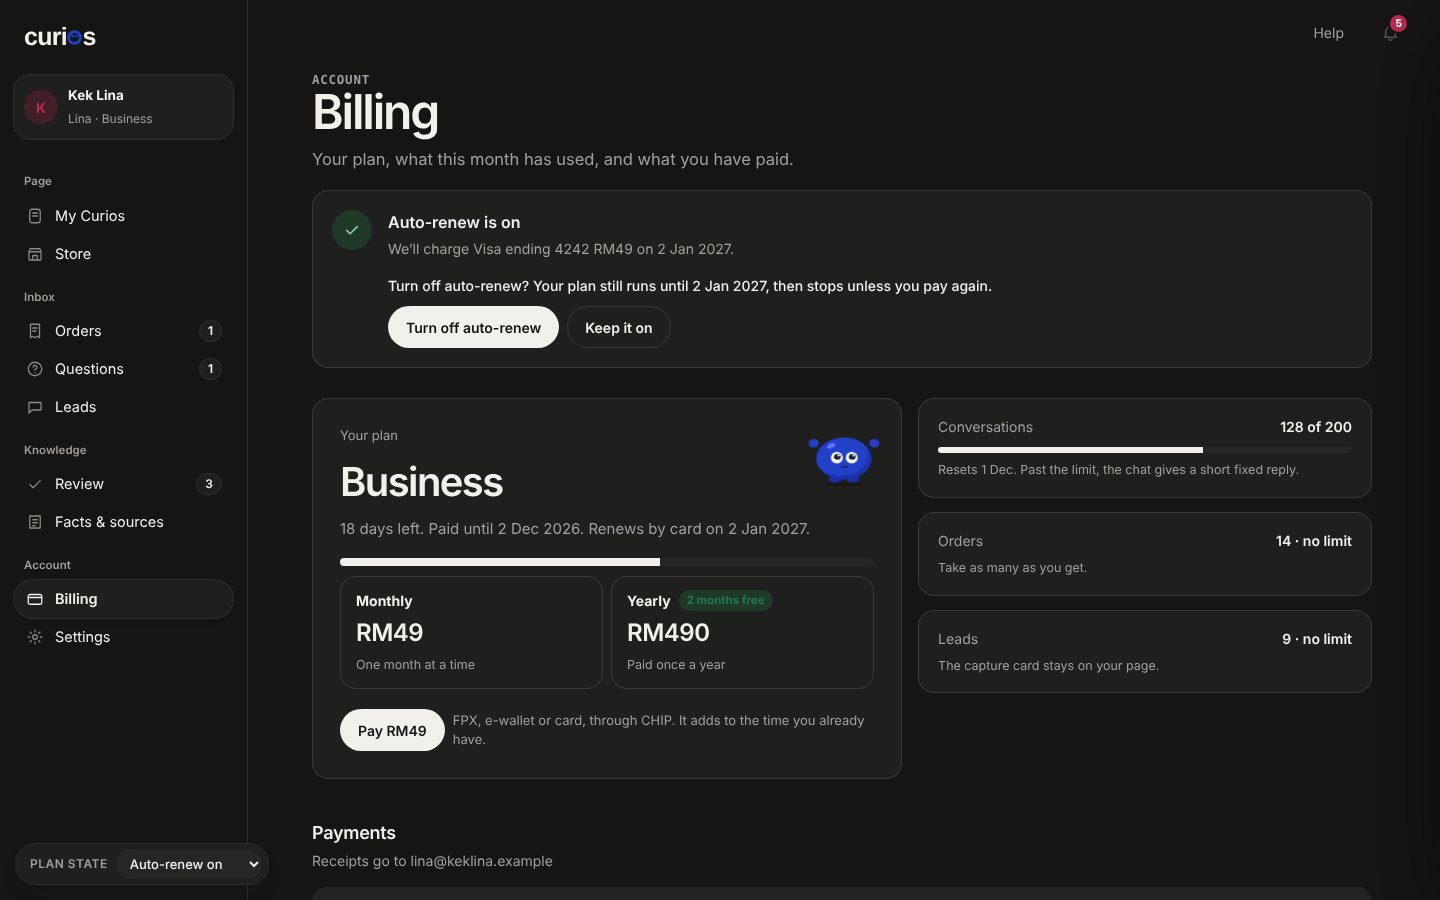 curios
Kek Lina
Lina · Business
K
Page
My Curios
Store
Inbox
Orders 1
Questions 1
Leads
Knowledge
Review 3
Facts & sources
Account
Billing
Settings
PLAN STATE Auto-renew on
Help
5
ACCOUNT
Billing
Your plan, what this month has used, and what you have paid.
Auto-renew is on
We'll charge Visa ending 4242 RM49 on 2 Jan 2027.
Turn off auto-renew? Your plan still runs until 2 Jan 2027, then stops unless you pay again.
Turn off auto-renew Keep it on
Your plan
Business
18 days left. Paid until 2 Dec 2026. Renews by card on 2 Jan 2027.
Monthly
RM49
One month at a time
Yearly 2 months free
RM490
Paid once a year
Pay RM49
FPX, e-wallet or card, through CHIP. It adds to the time you already
have.
Conversations 128 of 200
Resets 1 Dec. Past the limit, the chat gives a short fixed reply.
Orders 14 · no limit
Take as many as you get.
Leads 9 · no limit
The capture card stays on your page.
Payments
Receipts go to lina@keklina.example